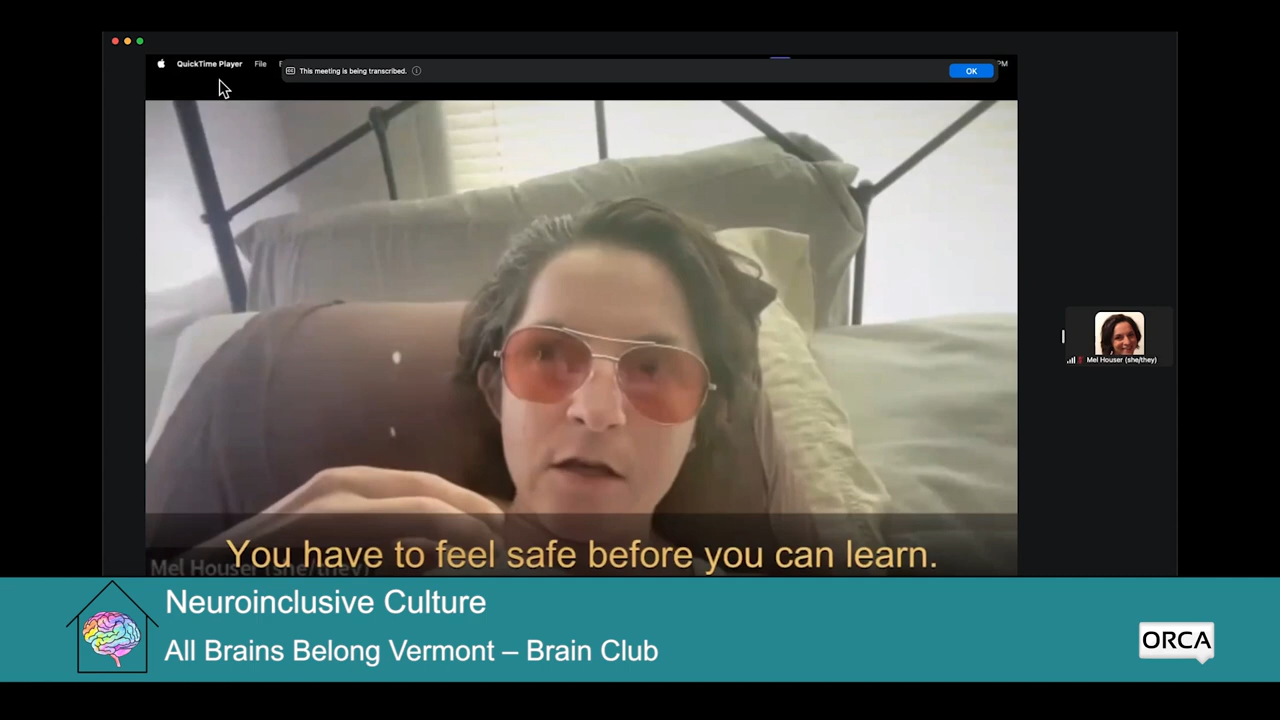 QuickTime Player File
This meeting is being transcribed.
OK
PM
Mel Houser (she/they)
You have to feel safe before you can learn.
Mel Houser (she/they)
Neuroinclusive Culture
All Brains Belong Vermont – Brain Club
ORCA